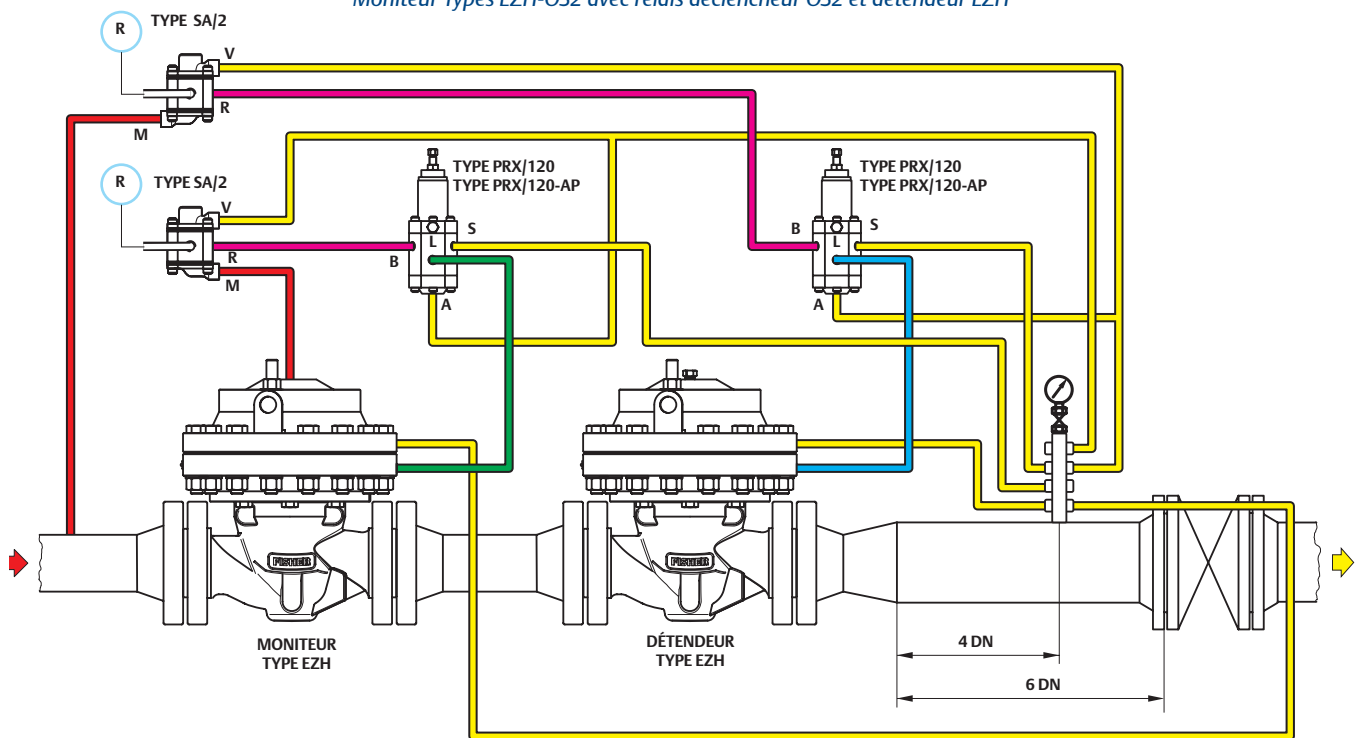 Moniteur Types EZH-OS2 avec relais déclencheur OS2 et détendeur EZH
R
TYPE SA/2
V
R
M
R
TYPE SA/2
V
R
M
TYPE PRX/120
TYPE PRX/120-AP
S
L
B
A
TYPE PRX/120
TYPE PRX/120-AP
B
S
L
A
FISHER
FISHER
MONITEUR
TYPE EZH
DÉTENDEUR
TYPE EZH
4 DN
6 DN